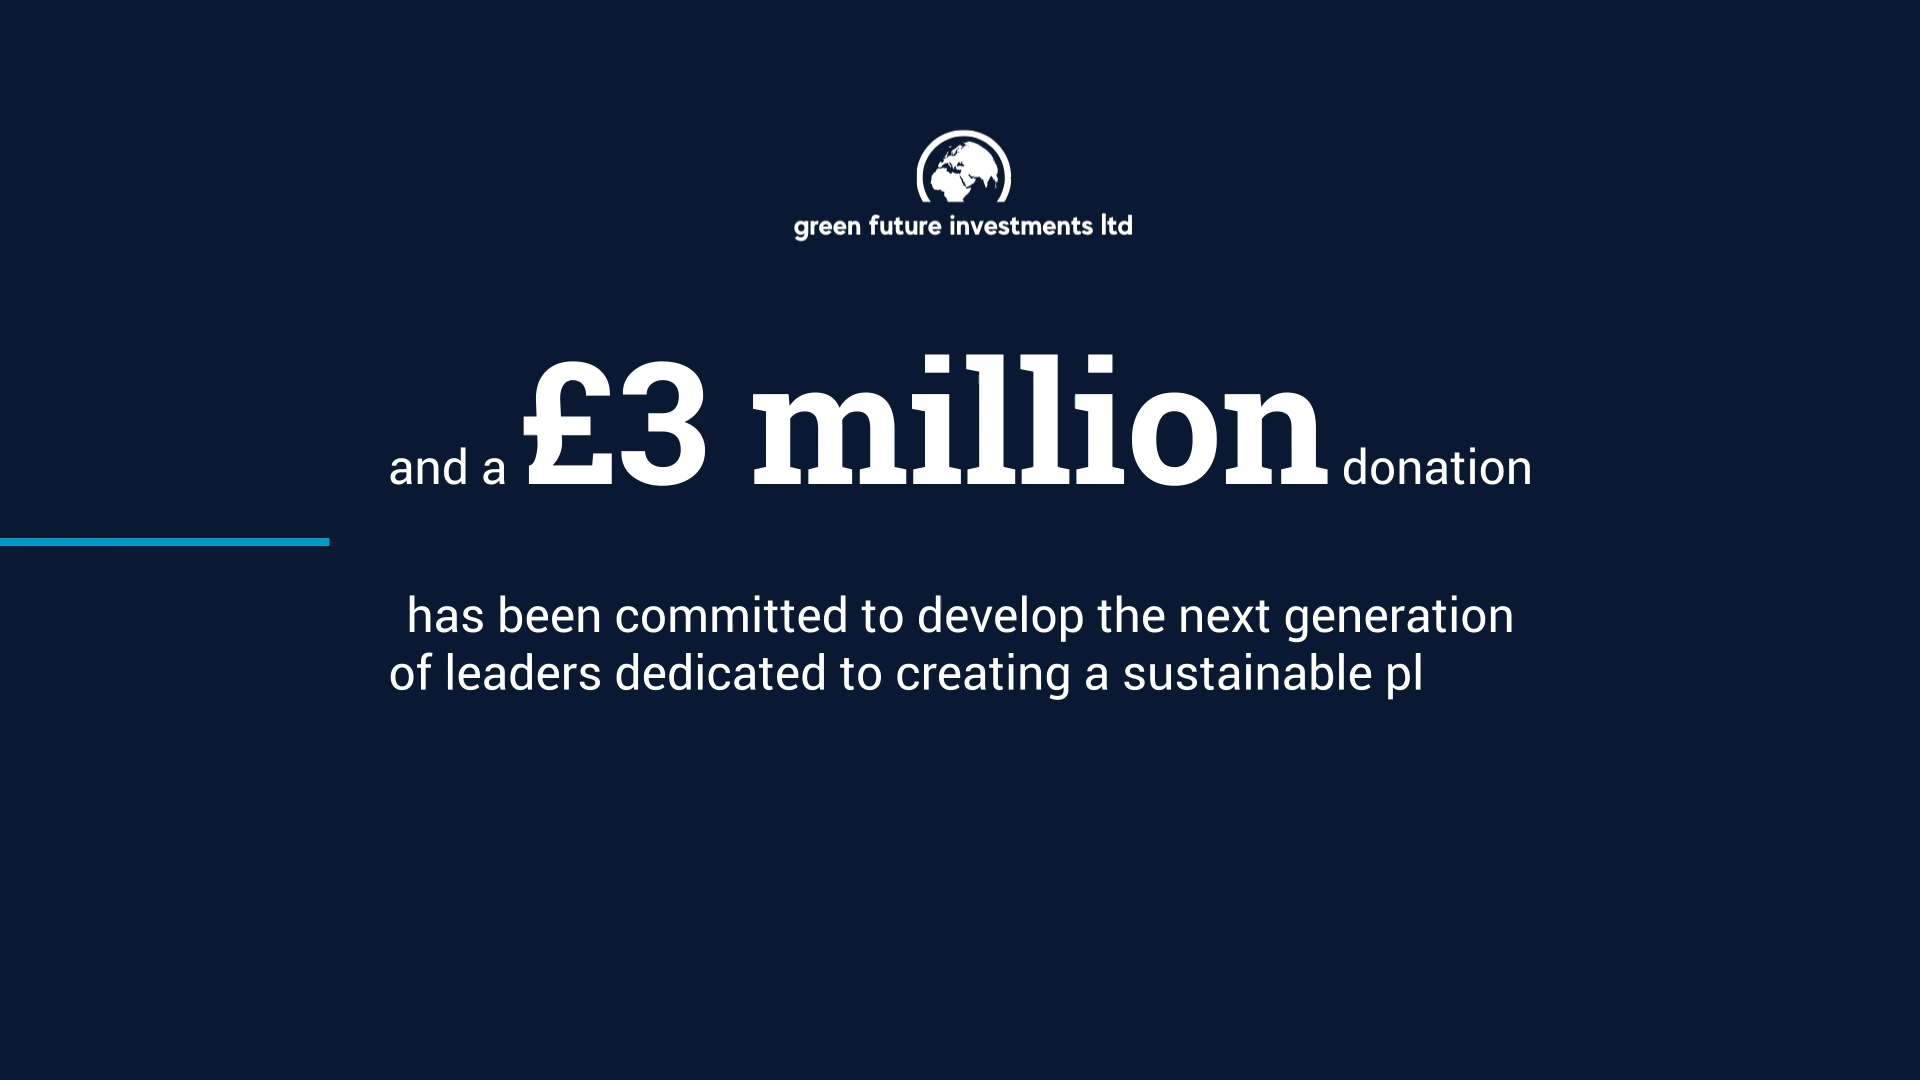 green future investments ltd
and a £3 million donation
has been committed to develop the next generation
of leaders dedicated to creating a sustainable pl